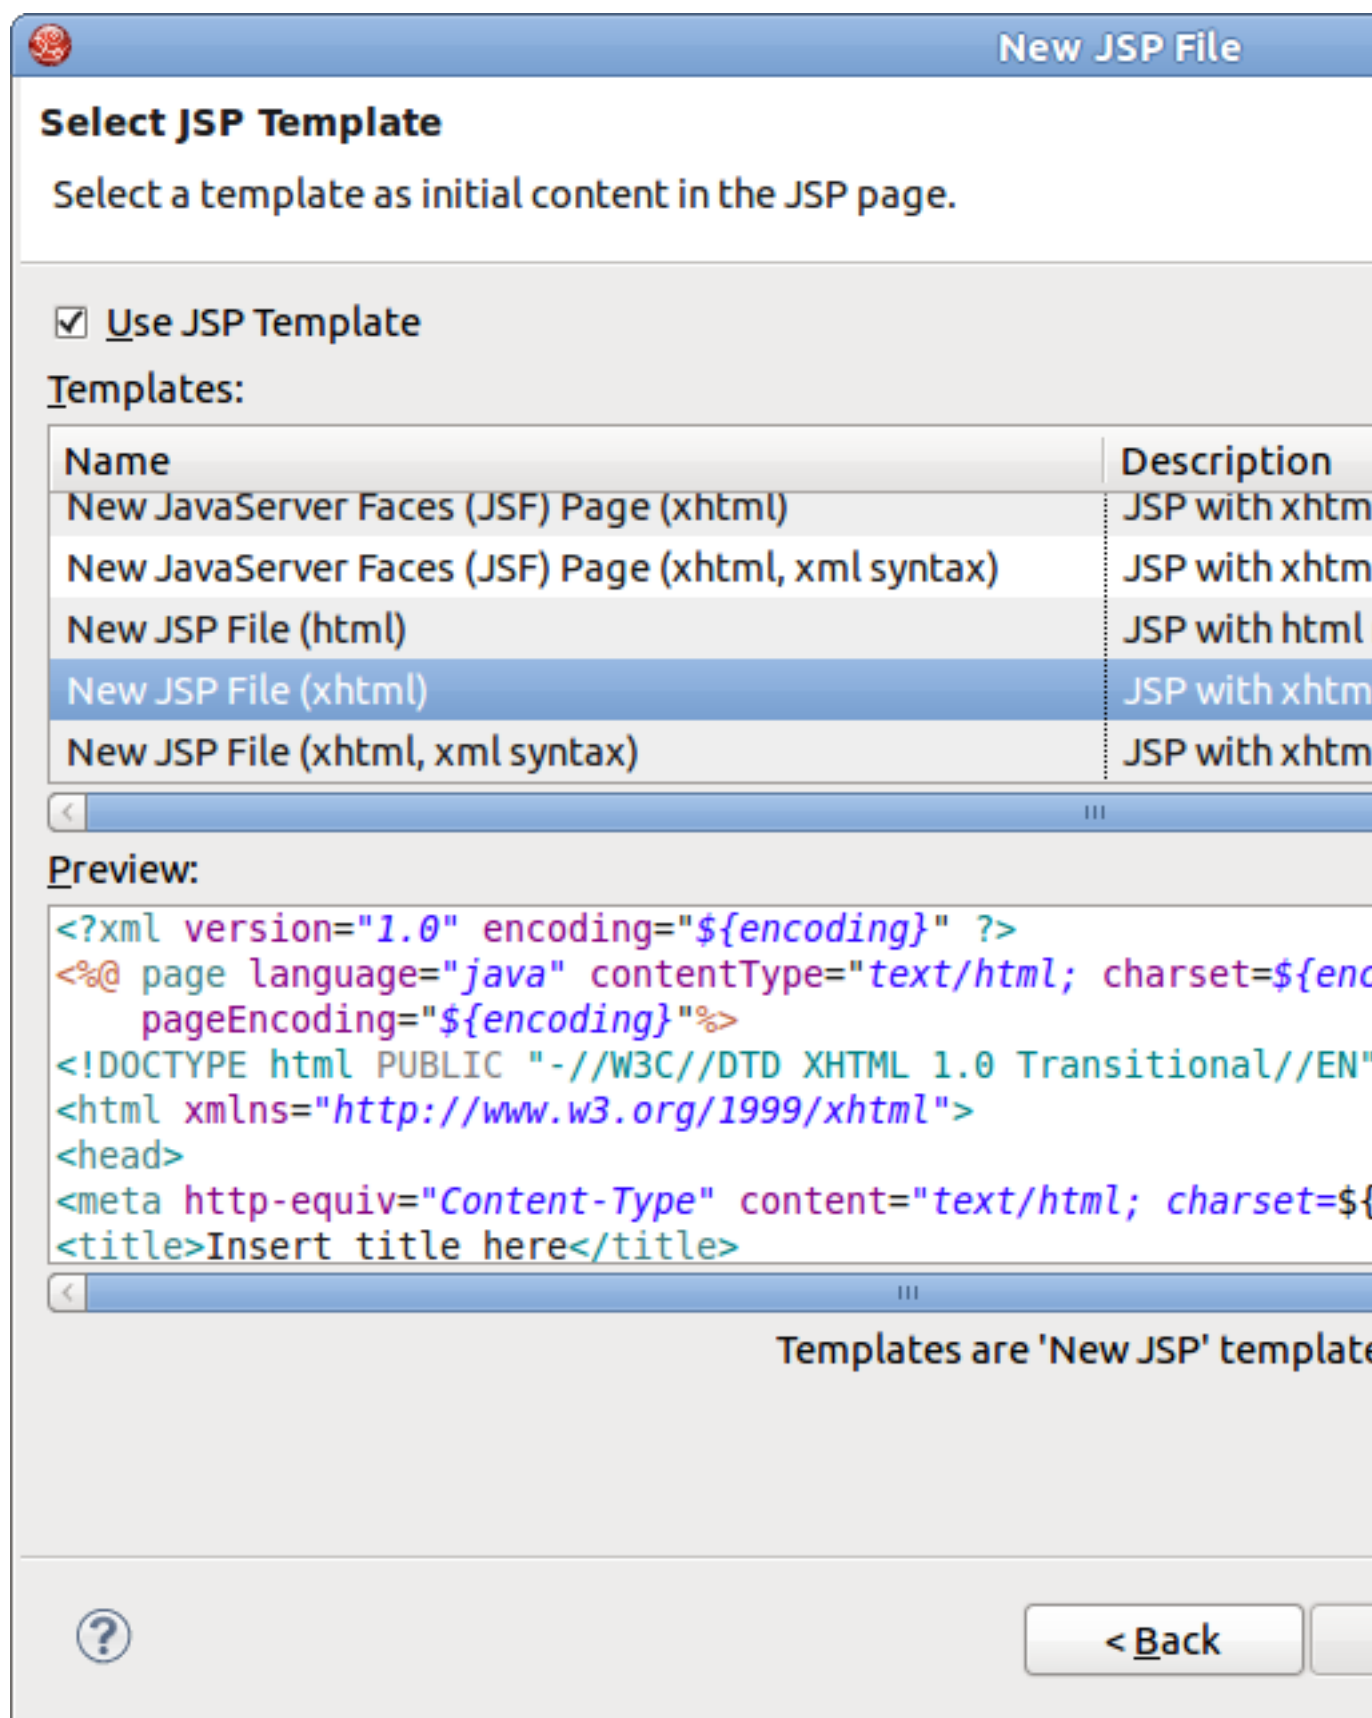 New JSP File
Select JSP Template
Select a template as initial content in the JSP page.
Use JSP Template
Templates:
Name Description
New JavaServer Faces (JSF) Page (xhtml) JSP with xhtm
New JavaServer Faces (JSF) Page (xhtml, xml syntax) JSP with xhtm
New JSP File (html) JSP with html
New JSP File (xhtml) JSP with xhtm
New JSP File (xhtml, xml syntax) JSP with xhtm
Preview:
<?xml version="1.0" encoding="${encoding}" ?>
<%@ page language="java" contentType="text/html; charset=${enc
pageEncoding="${encoding}"%>
<!DOCTYPE html PUBLIC "-//W3C//DTD XHTML 1.0 Transitional//EN"
<html xmlns="http://www.w3.org/1999/xhtml">
<head>
<meta http-equiv="Content-Type" content="text/html; charset=${
<title>Insert title here</title>
Templates are 'New JSP' template
< Back